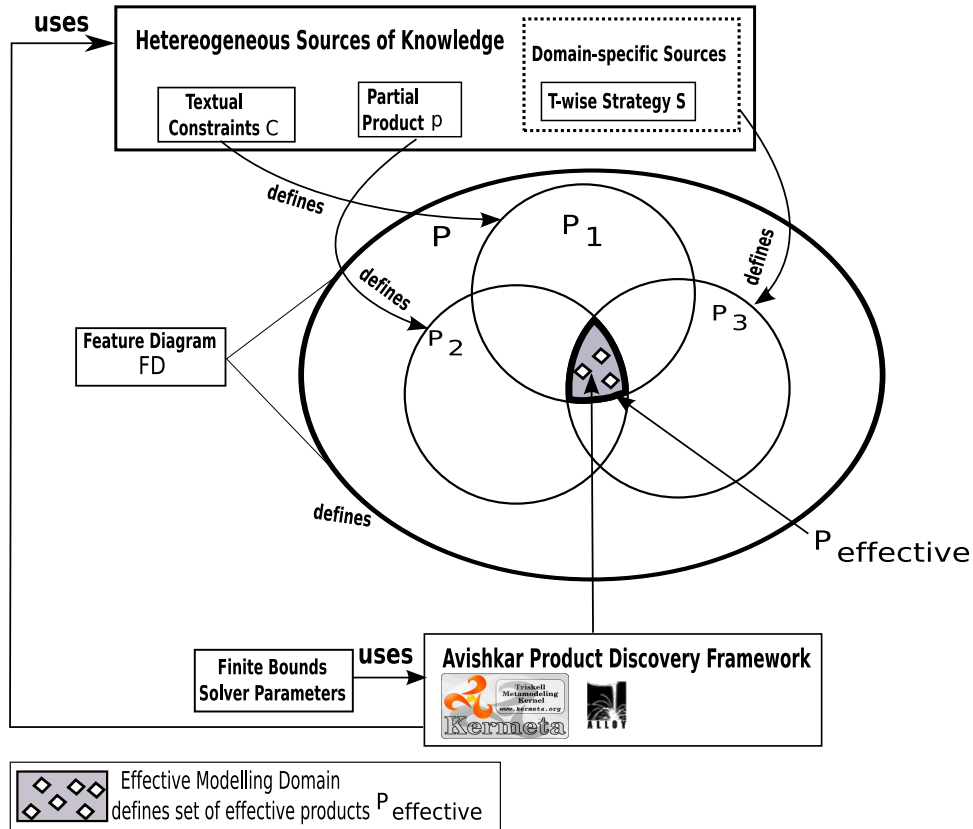 uses
Hetereogeneous Sources of Knowledge
Domain-specific Sources
T-wise Strategy S
Textual
Constraints C
Partial
Product p
defines
P
P 1
defines
P 2
defines
P 3
Feature Diagram
FD
defines
P effective
Finite Bounds
Solver Parameters
uses
Avishkar Product Discovery Framework
Triskell
Metamodeling
Kernel
www.kermeta.org
Kermeta
ALLOY
Effective Modelling Domain
defines set of effective products P effective